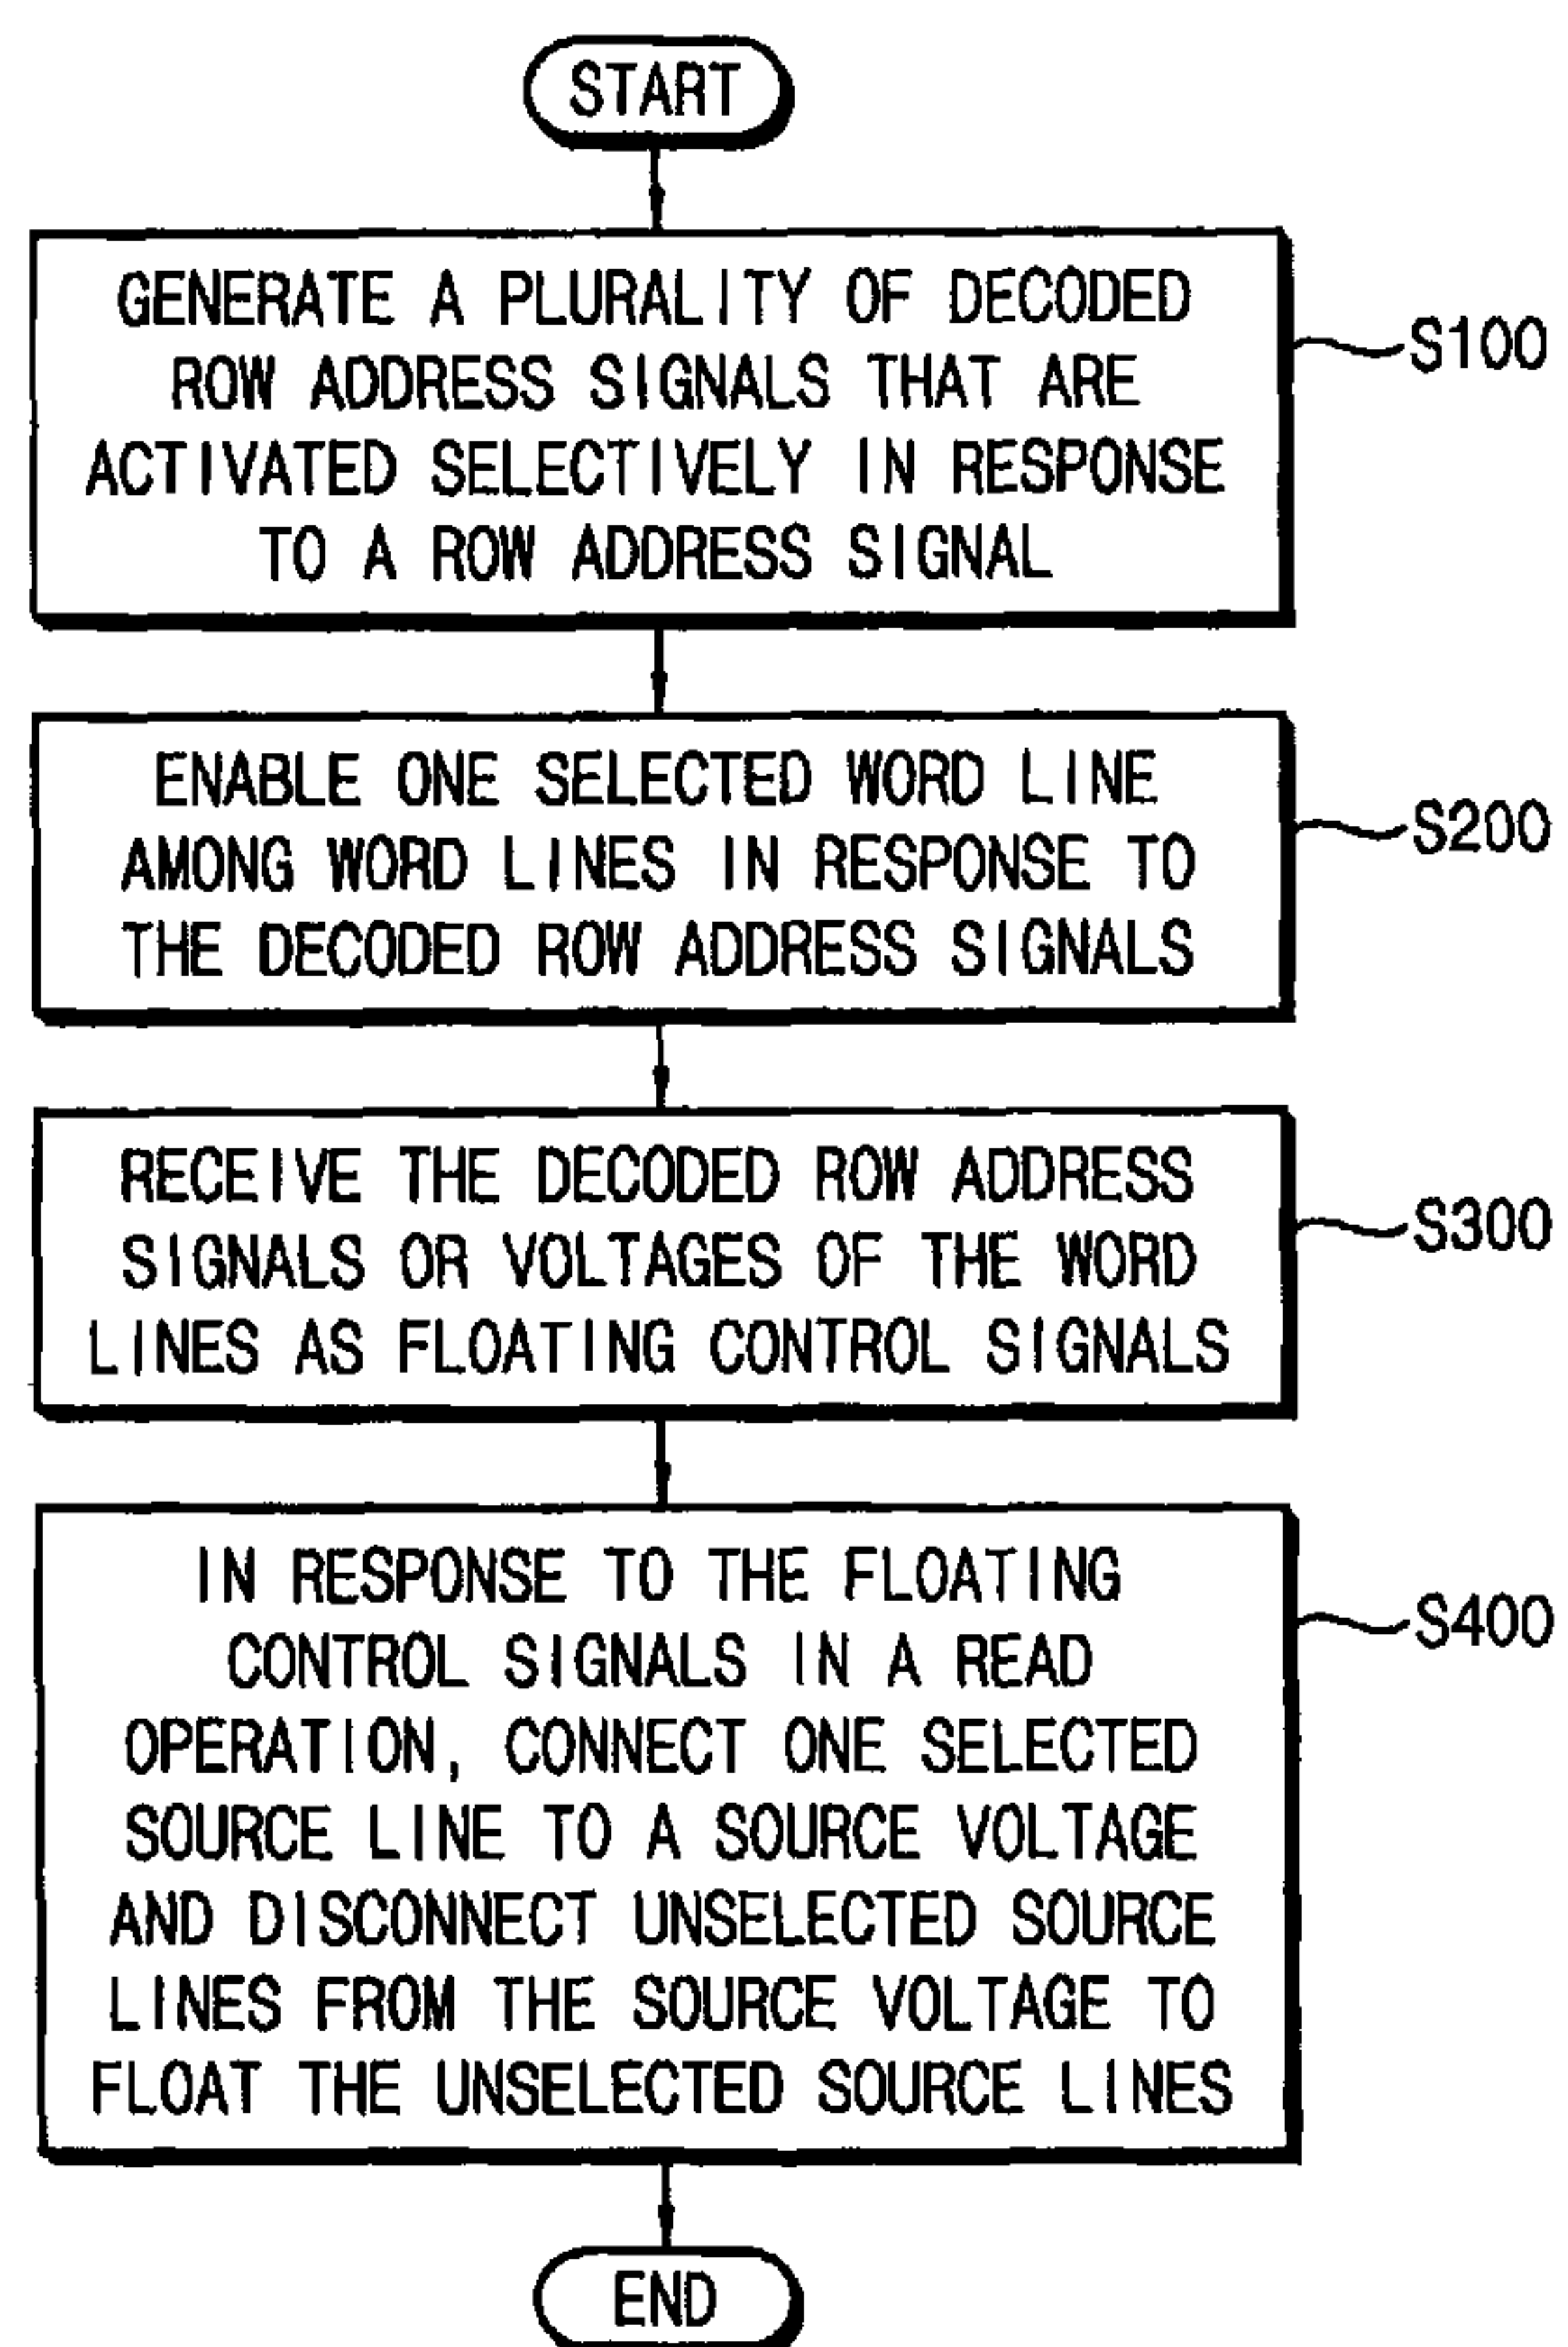 START
GENERATE A PLURALITY OF DECODED
ROW ADDRESS SIGNALS THAT ARE
ACTIVATED SELECTIVELY IN RESPONSE
TO A ROW ADDRESS SIGNAL
S100
ENABLE ONE SELECTED WORD LINE
AMONG WORD LINES IN RESPONSE TO
THE DECODED ROW ADDRESS SIGNALS
S200
RECEIVE THE DECODED ROW ADDRESS
SIGNALS OR VOLTAGES OF THE WORD
LINES AS FLOATING CONTROL SIGNALS
S300
IN RESPONSE TO THE FLOATING
CONTROL SIGNALS IN A READ
OPERATION, CONNECT ONE SELECTED
SOURCE LINE TO A SOURCE VOLTAGE
AND DISCONNECT UNSELECTED SOURCE
LINES FROM THE SOURCE VOLTAGE TO
FLOAT THE UNSELECTED SOURCE LINES
S400
END